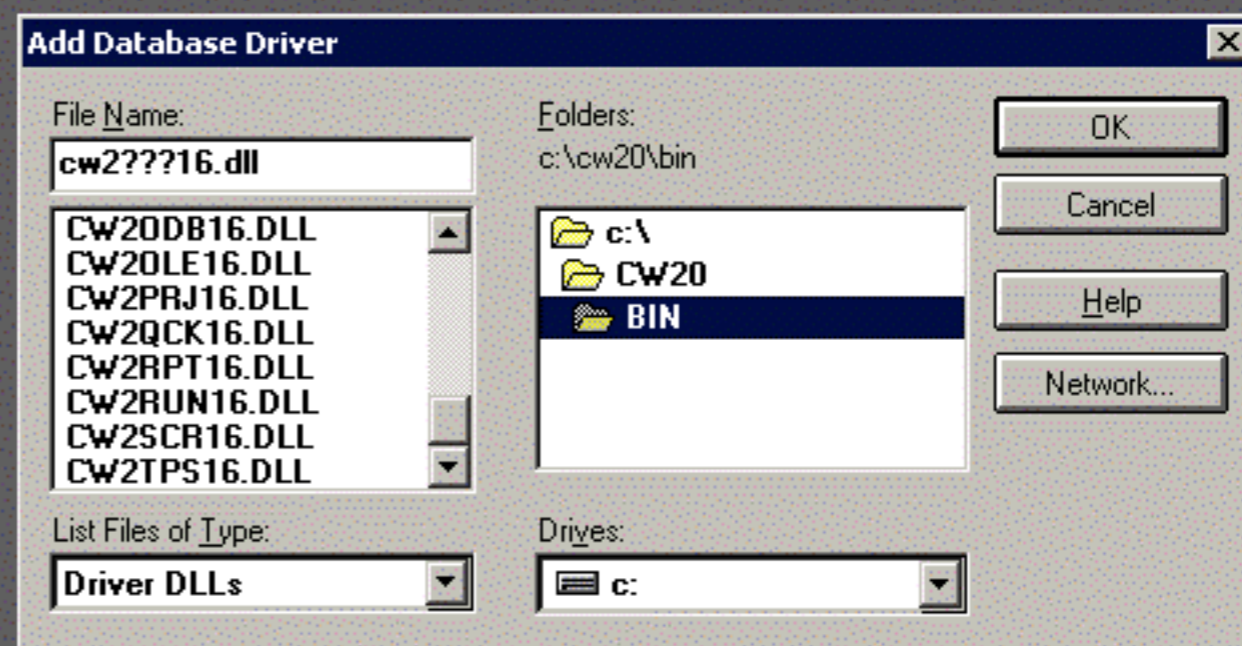 Add Database Driver
File Name:
cw2???16.dll
CW2ODB16.DLL
CW2OLE16.DLL
CW2PRJ16.DLL
CW2QCK16.DLL
CW2RPT16.DLL
CW2RUN16.DLL
CW2SCR16.DLL
CW2TPS16.DLL
List Files of Type:
Driver DLLs
Folders:
c:\cw20\bin
c:\
CW20
BIN
Drives:
c:
OK
Cancel
Help
Network...